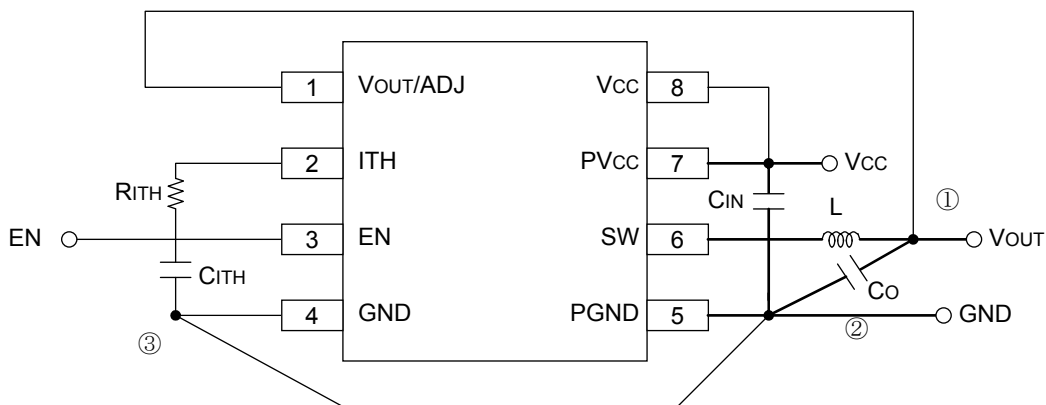 1 VOUT/ADJ VCC 8
2 ITH PVCC 7 VCC
RITH CIN L ①
EN 3 EN SW 6 VOUT
CITH CO
4 GND PGND 5 ② GND
③